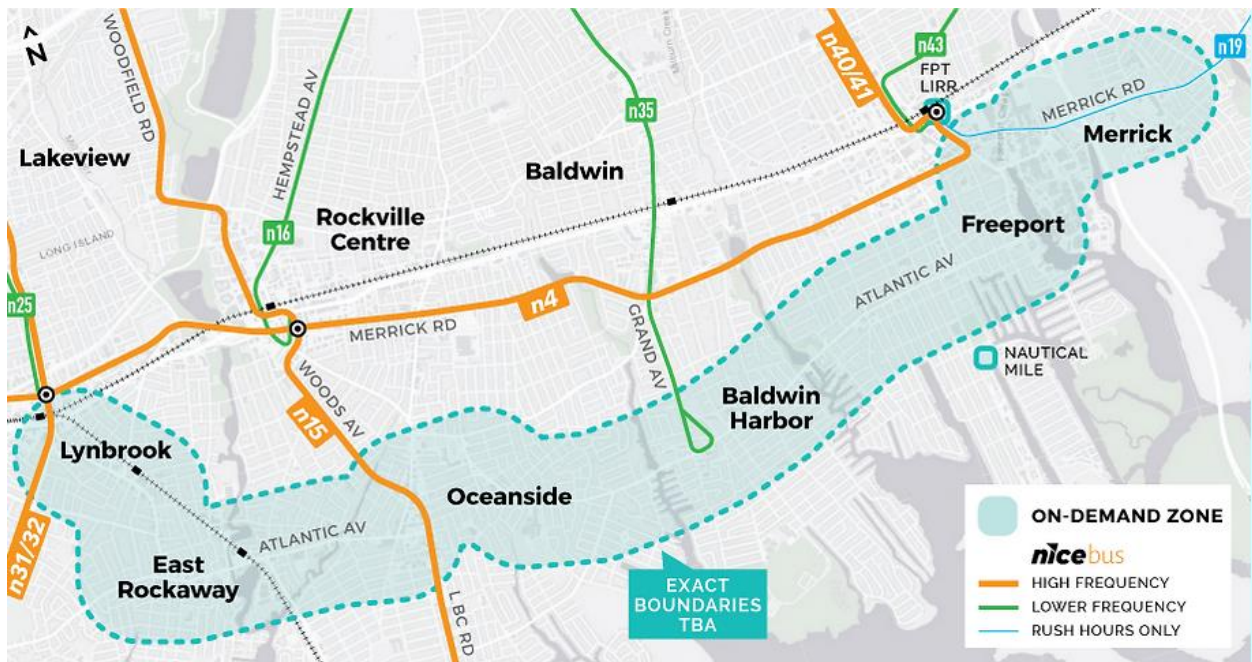 N
WOODFIELD RD
HEMPSTEAD AV
n35
n40/41
n43
FPT
LIRR
n19
MERRICK RD
Merrick
Lakeview
Baldwin
Rockville
Centre
n16
LONG ISLAND
Freeport
n25
n4
MERRICK RD
GRAND AV
ATLANTIC AV
NAUTICAL
MILE
WOODS AV
n15
Baldwin
Harbor
Lynbrook
Oceanside
n31/32
ATLANTIC AV
East
Rockaway
L BC RD
EXACT
BOUNDARIES
TBA
ON-DEMAND ZONE
nicebus
HIGH FREQUENCY
LOWER FREQUENCY
RUSH HOURS ONLY